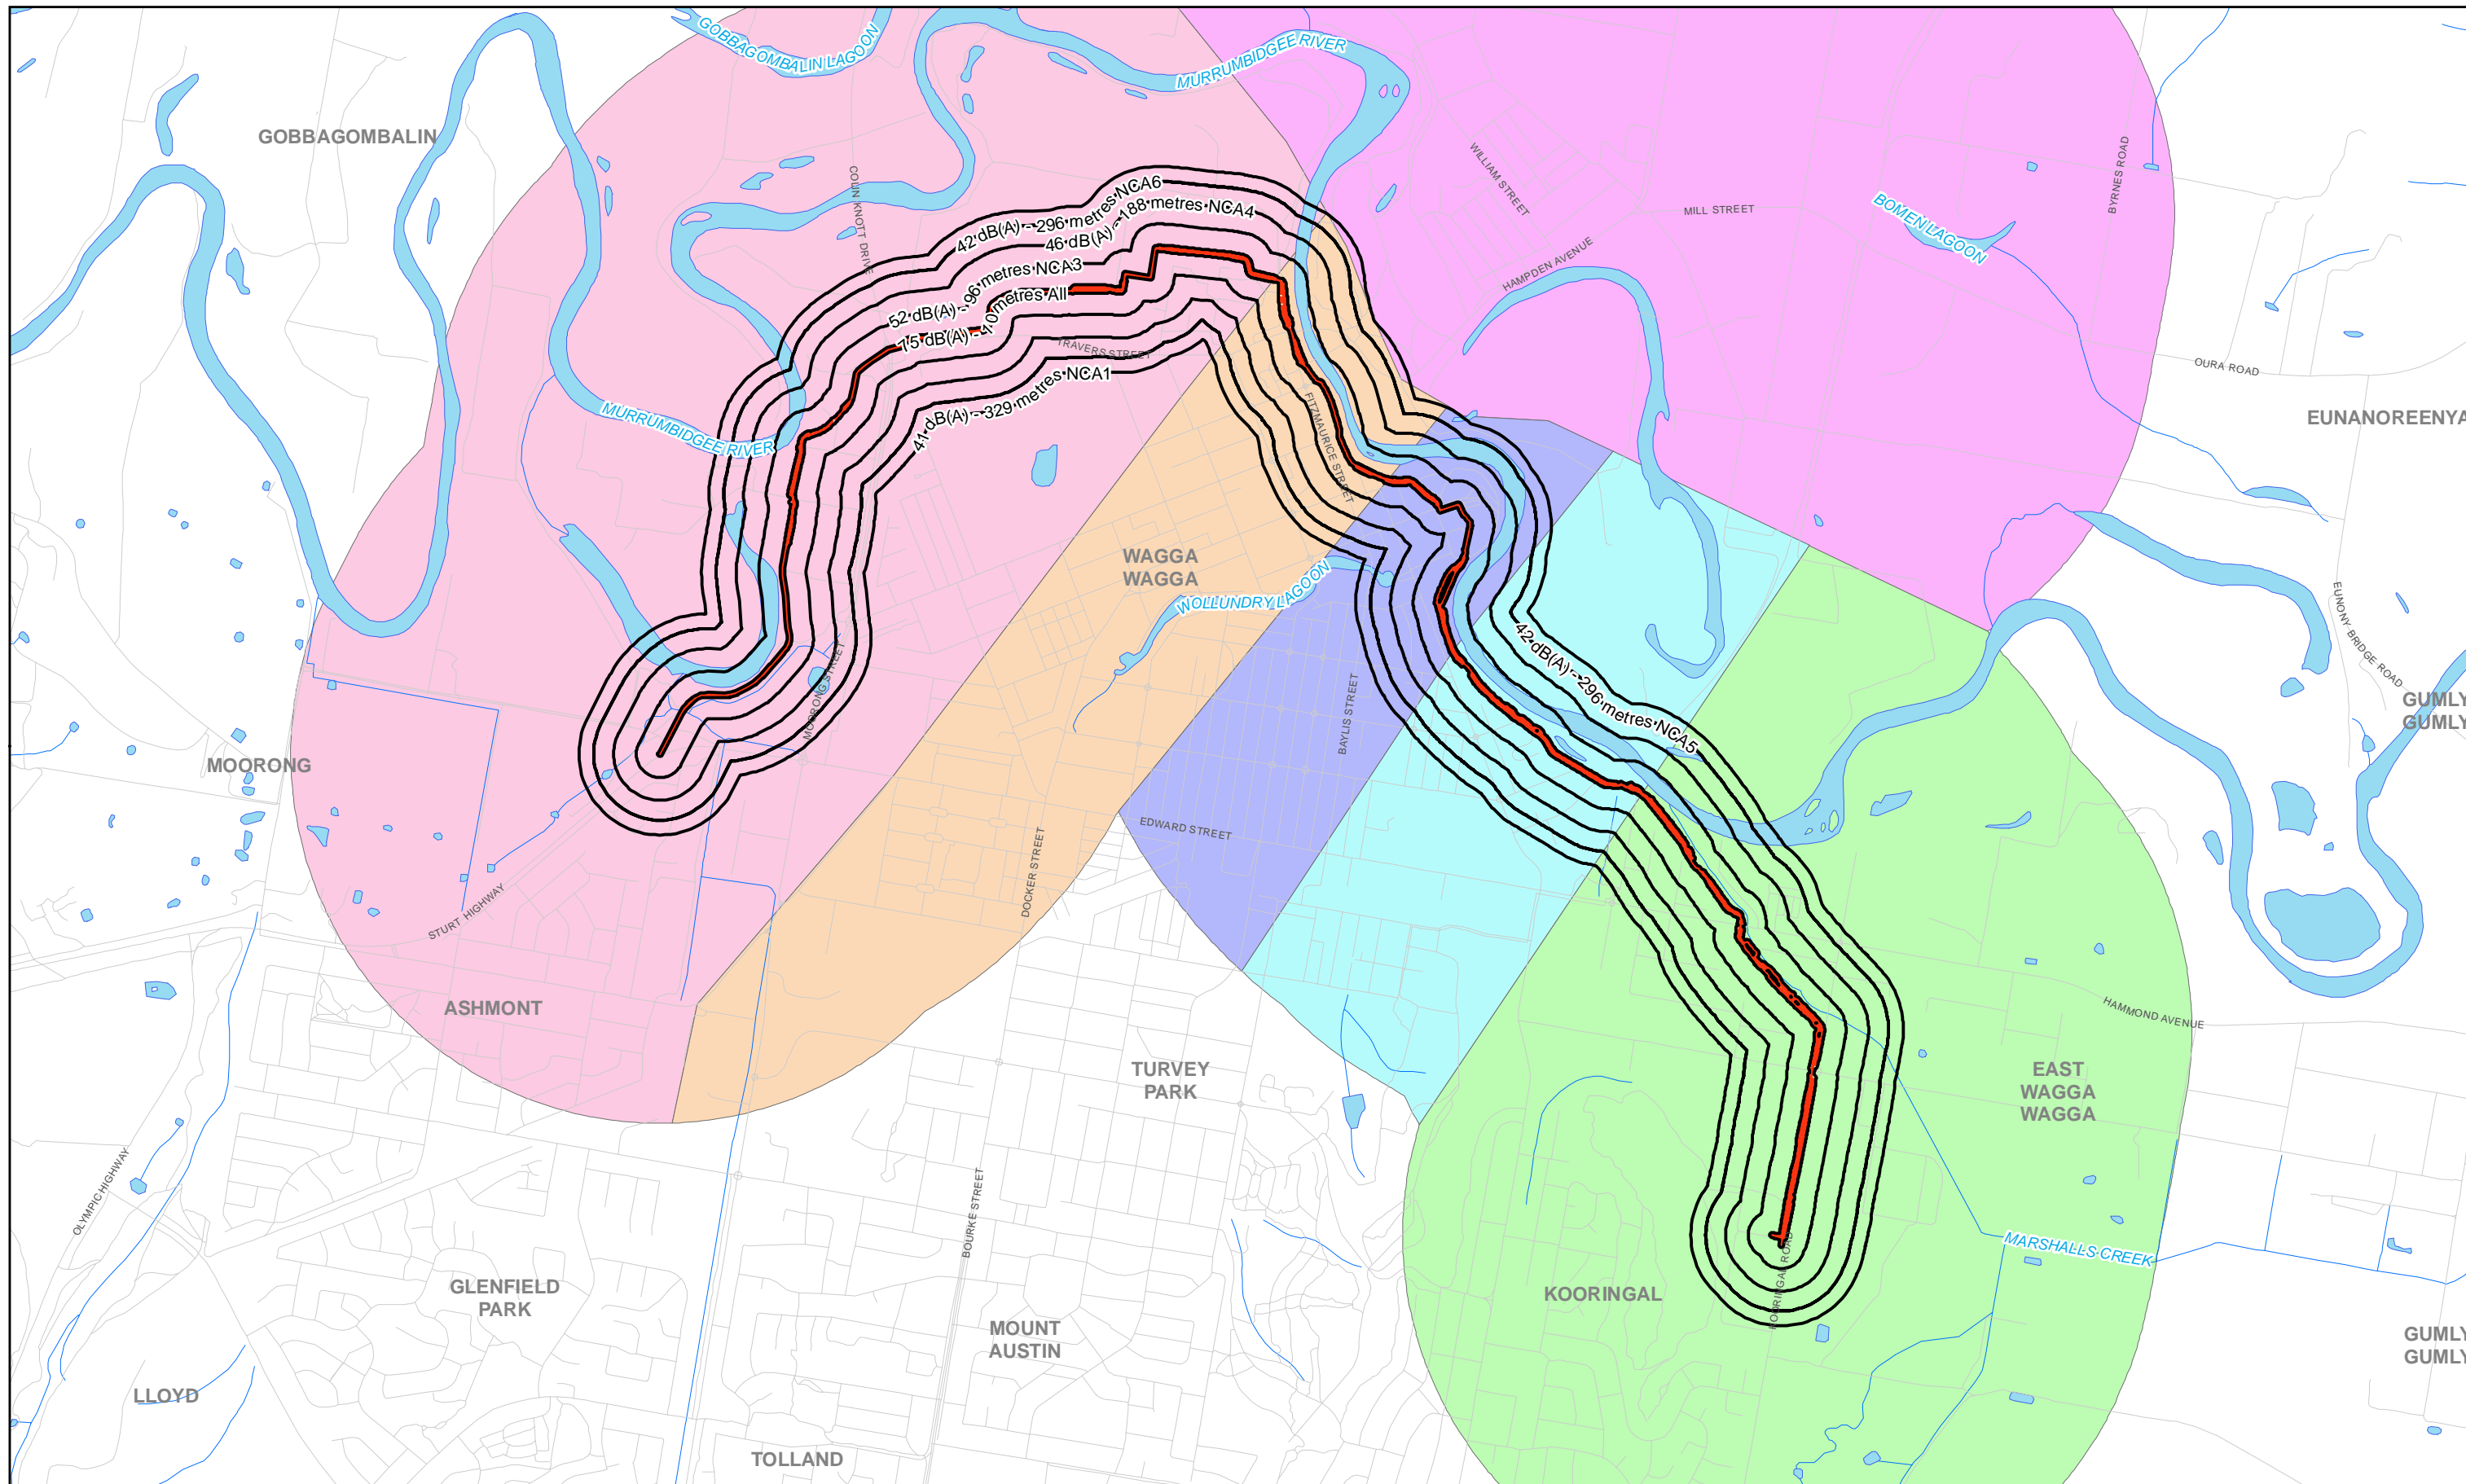 GOBBAGOMBALIN LAGOON
MURRUMBIDGEE RIVER
GOBBAGOMBALIN
WILLIAM STREET
BYRNES ROAD
COLIN KNOTT DRIVE
42 dB(A) - 296 metres NCA6
46 dB(A) - 188 metres NCA4
MILL STREET
BOMEN LAGOON
HAMPDEN AVENUE
52 dB(A) - 96 metres NCA3
75 dB(A) - 10 metres All
TRAVERS STREET
OURA ROAD
41 dB(A) - 329 metres NCA1
EUNANOREENYA
MURRUMBIDGEE RIVER
FITZMAURICE STREET
WAGGA
WAGGA
WOLLUNDRY LAGOON
EUNONY BRIDGE ROAD
42 dB(A) - 296 metres NCA5
MOORONG STREET
BAYLIS STREET
GUMLY
GUMLY
MOORONG
EDWARD STREET
DOCKER STREET
STURT HIGHWAY
ASHMONT
HAMMOND AVENUE
TURVEY
PARK
EAST
WAGGA
WAGGA
OLYMPIC HIGHWAY
BOURKE STREET
MARSHALLS CREEK
KOORINGAL ROAD
GLENFIELD
PARK
KOORINGAL
MOUNT
AUSTIN
GUMLY
GUMLY
LLOYD
TOLLAND